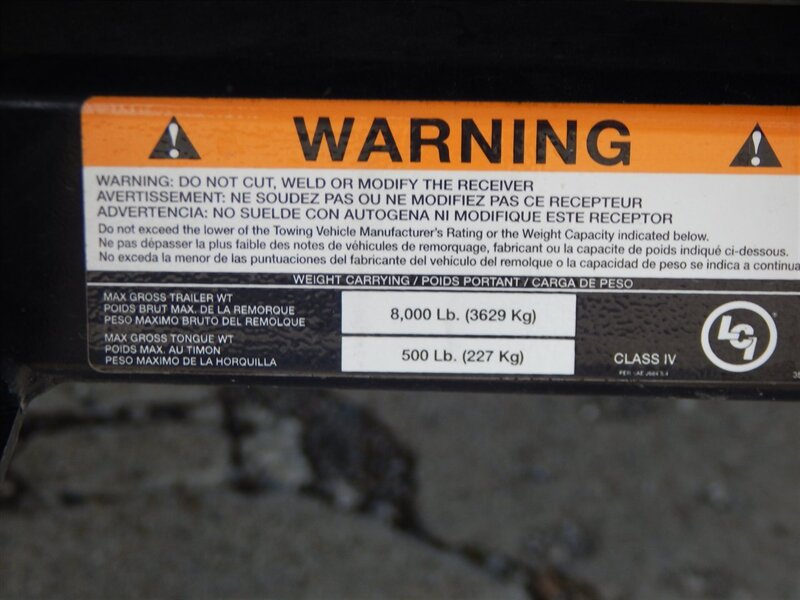 WARNING
WARNING: DO NOT CUT, WELD OR MODIFY THE RECEIVER
AVERTISSEMENT: NE SOUDEZ PAS OU NE MODIFIEZ PAS CE RECEPTEUR
ADVERTENCIA: NO SUELDE CON AUTOGENA NI MODIFIQUE ESTE RECEPTOR
Do not exceed the lower of the Towing Vehicle Manufacturer's Rating or the Weight Capacity indicated below.
Ne pas dépasser la plus faible des notes de véhicules de remorquage, fabricant ou la capacite de poids indiqué ci-dessous.
No exceda la menor de las puntuaciones del fabricante del vehículo del remolque o la capacidad de peso se indica a continua
WEIGHT CARRYING / POIDS PORTANT / CARGA DE PESO
MAX GROSS TRAILER WT
POIDS BRUT MAX. DE LA REMORQUE
PESO MAXIMO BRUTO DEL REMOLQUE
8,000 Lb. (3629 Kg)
MAX GROSS TONGUE WT
POIDS MAX. AU TIMON
PESO MAXIMO DE LA HORQUILLA
500 Lb. (227 Kg)
CLASS IV
LCI